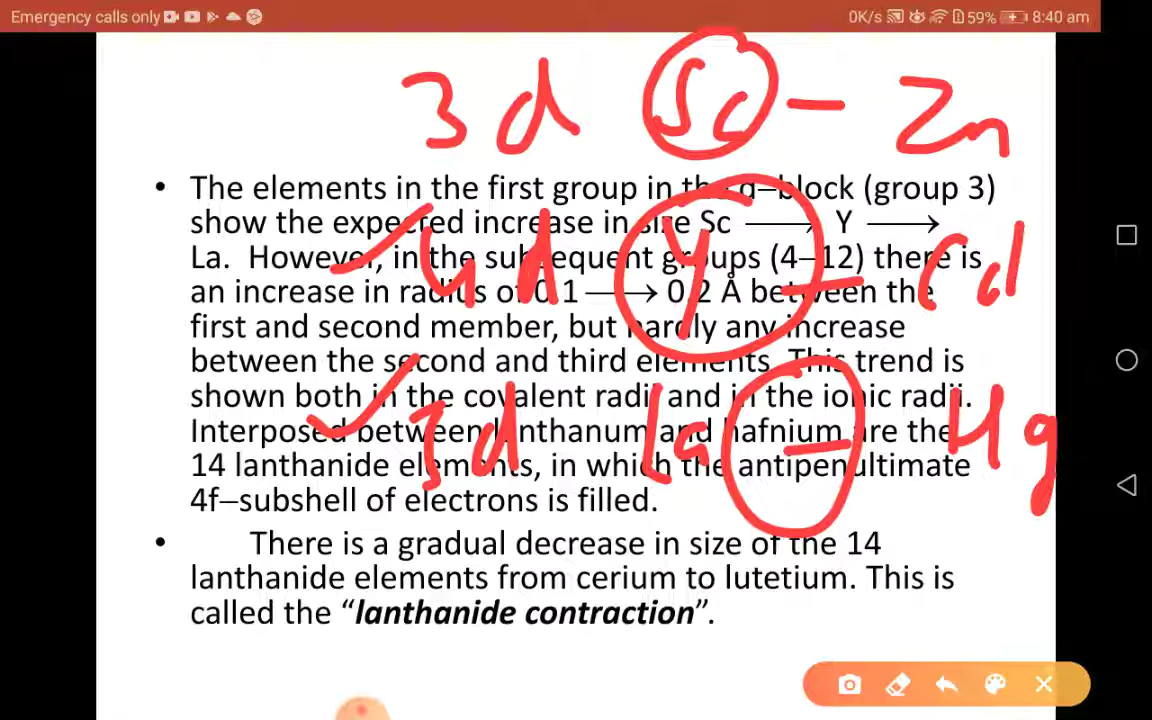 Emergency calls only 0K/s 59% 8:40 am
3d Sc – Zn
• The elements in the first group in the d–block (group 3)
show the expected increase in size Sc ⟶ Y ⟶
4d Y – Cd
La. However, in the subsequent groups (4–12) there is
an increase in radius of 0.1 ⟶ 0.2 Å between the
first and second member, but hardly any increase
between the second and third elements. This trend is
shown both in the covalent radii and in the ionic radii.
3d La – Hg
Interposed between lanthanum and hafnium are the
14 lanthanide elements, in which the antipenultimate
4f–subshell of electrons is filled.
• There is a gradual decrease in size of the 14
lanthanide elements from cerium to lutetium. This is
called the “lanthanide contraction”.